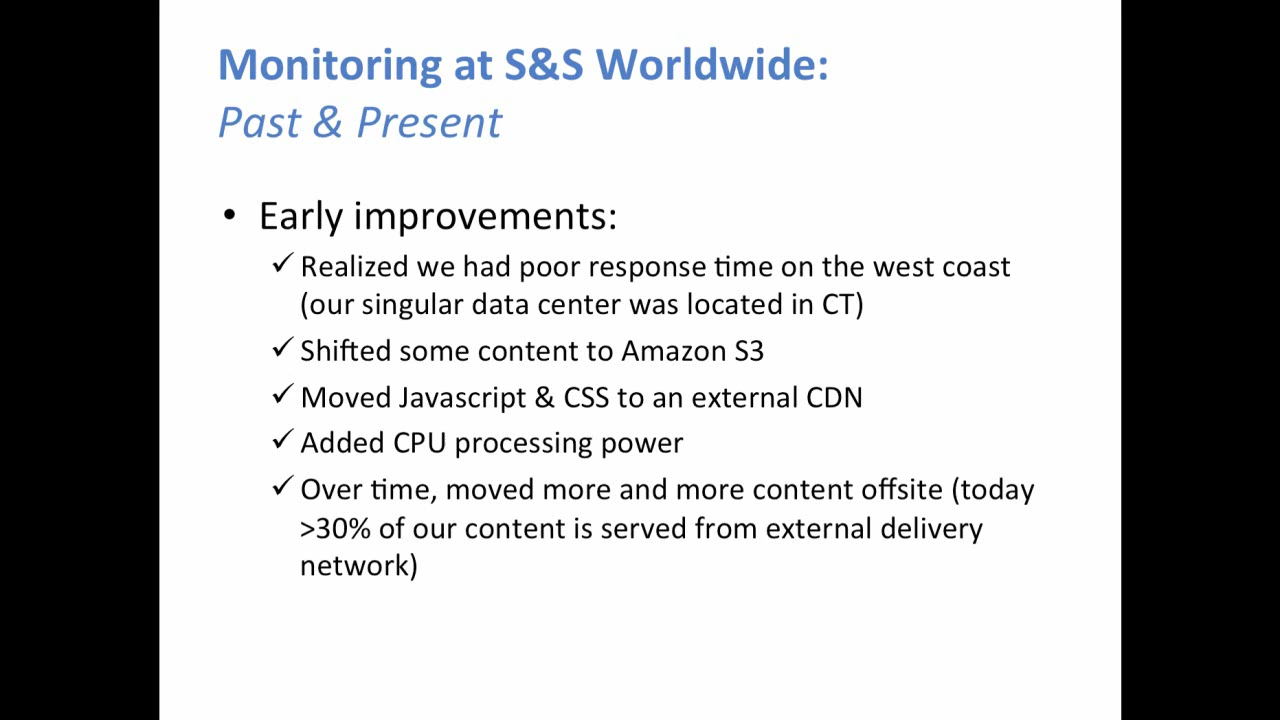 Monitoring at S&S Worldwide:
Past & Present
• Early improvements:
✓ Realized we had poor response time on the west coast
(our singular data center was located in CT)
✓ Shifted some content to Amazon S3
✓ Moved Javascript & CSS to an external CDN
✓ Added CPU processing power
✓ Over time, moved more and more content offsite (today
>30% of our content is served from external delivery
network)